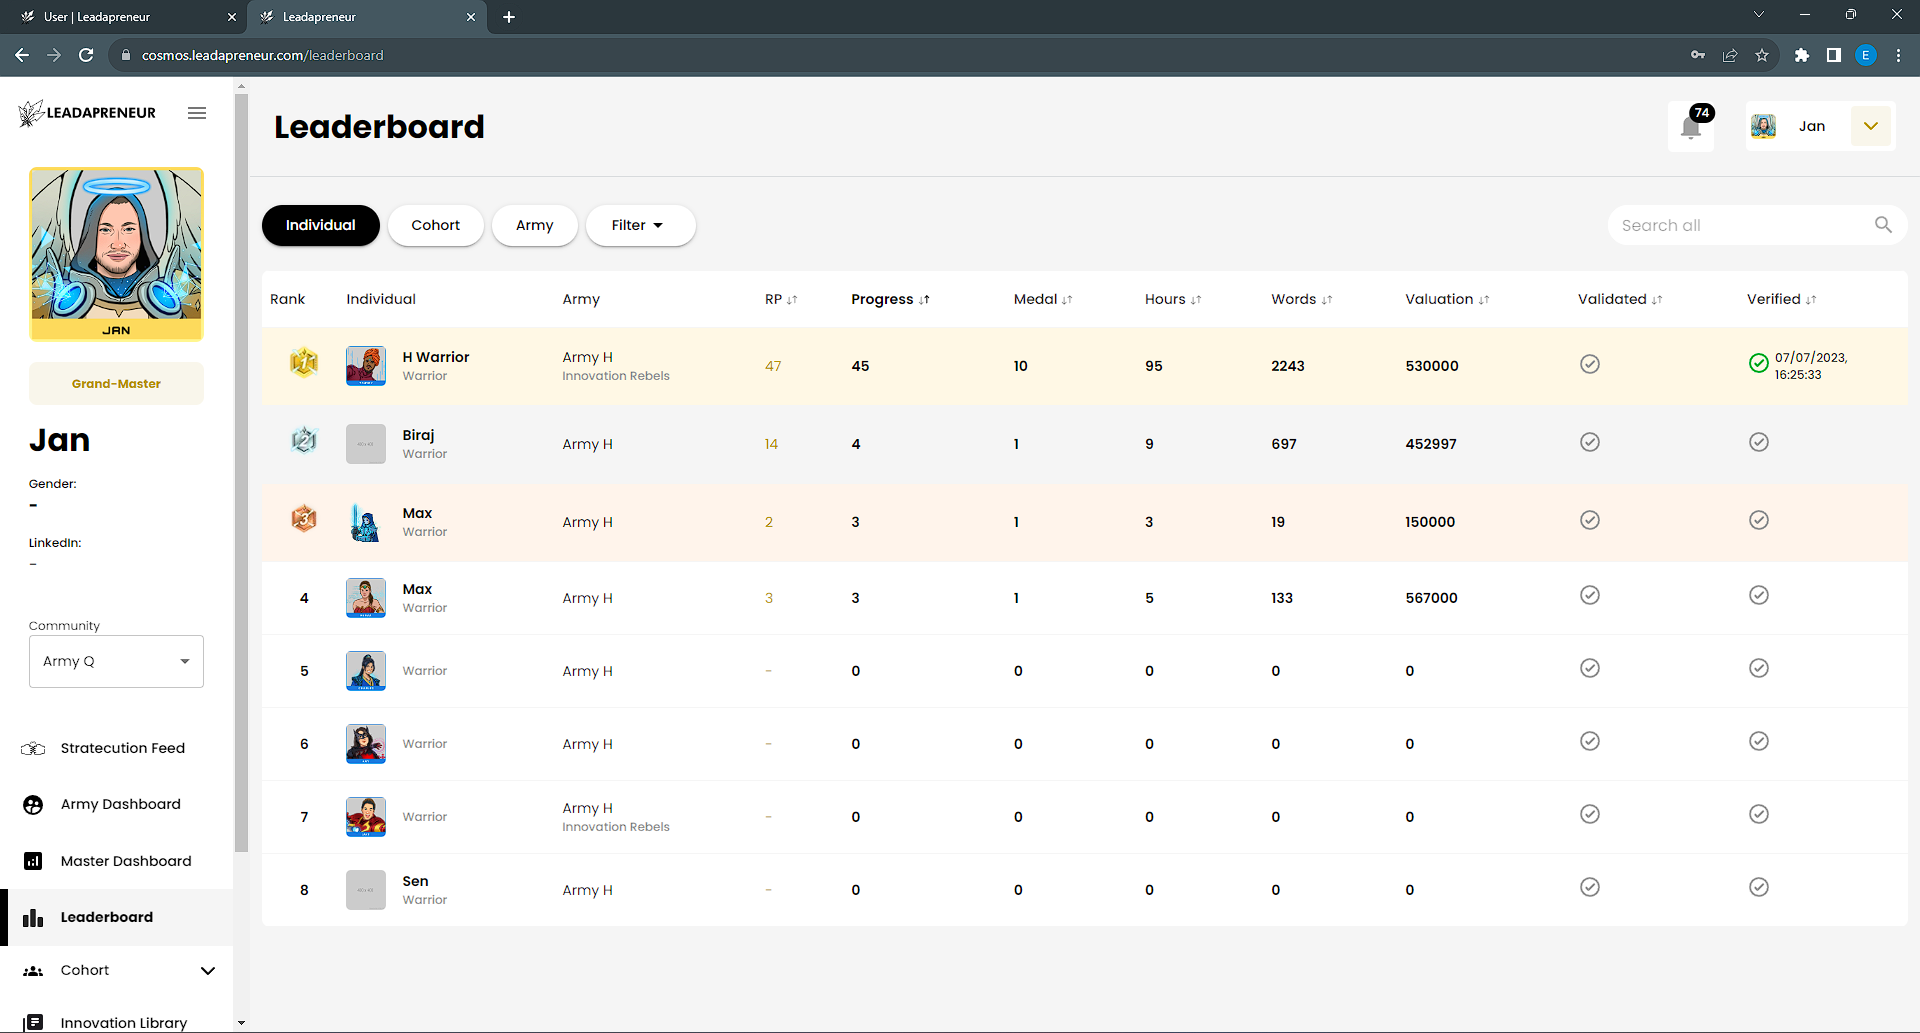 User | Leadapreneur
Leadapreneur
cosmos.leadapreneur.com/leaderboard
E
LEADAPRENEUR
JAN
Grand-Master
Jan
Gender:
-
LinkedIn:
-
Community
Army Q
Stratecution Feed
Army Dashboard
Master Dashboard
Leaderboard
Cohort
Innovation Library
Leaderboard
74
Jan
Individual Cohort Army Filter
Search all
Rank Individual Army RP Progress Medal Hours Words Valuation Validated Verified
1 H Warrior Army H 47 45 10 95 2243 530000 07/07/2023,
Warrior Innovation Rebels 16:25:33
2 Biraj Army H 14 4 1 9 697 452997
Warrior
3 Max Army H 2 3 1 3 19 150000
Warrior
4 Max Army H 3 3 1 5 133 567000
Warrior
5 Warrior Army H - 0 0 0 0 0
6 Warrior Army H - 0 0 0 0 0
7 Warrior Army H - 0 0 0 0 0
Innovation Rebels
8 Sen Army H - 0 0 0 0 0
Warrior